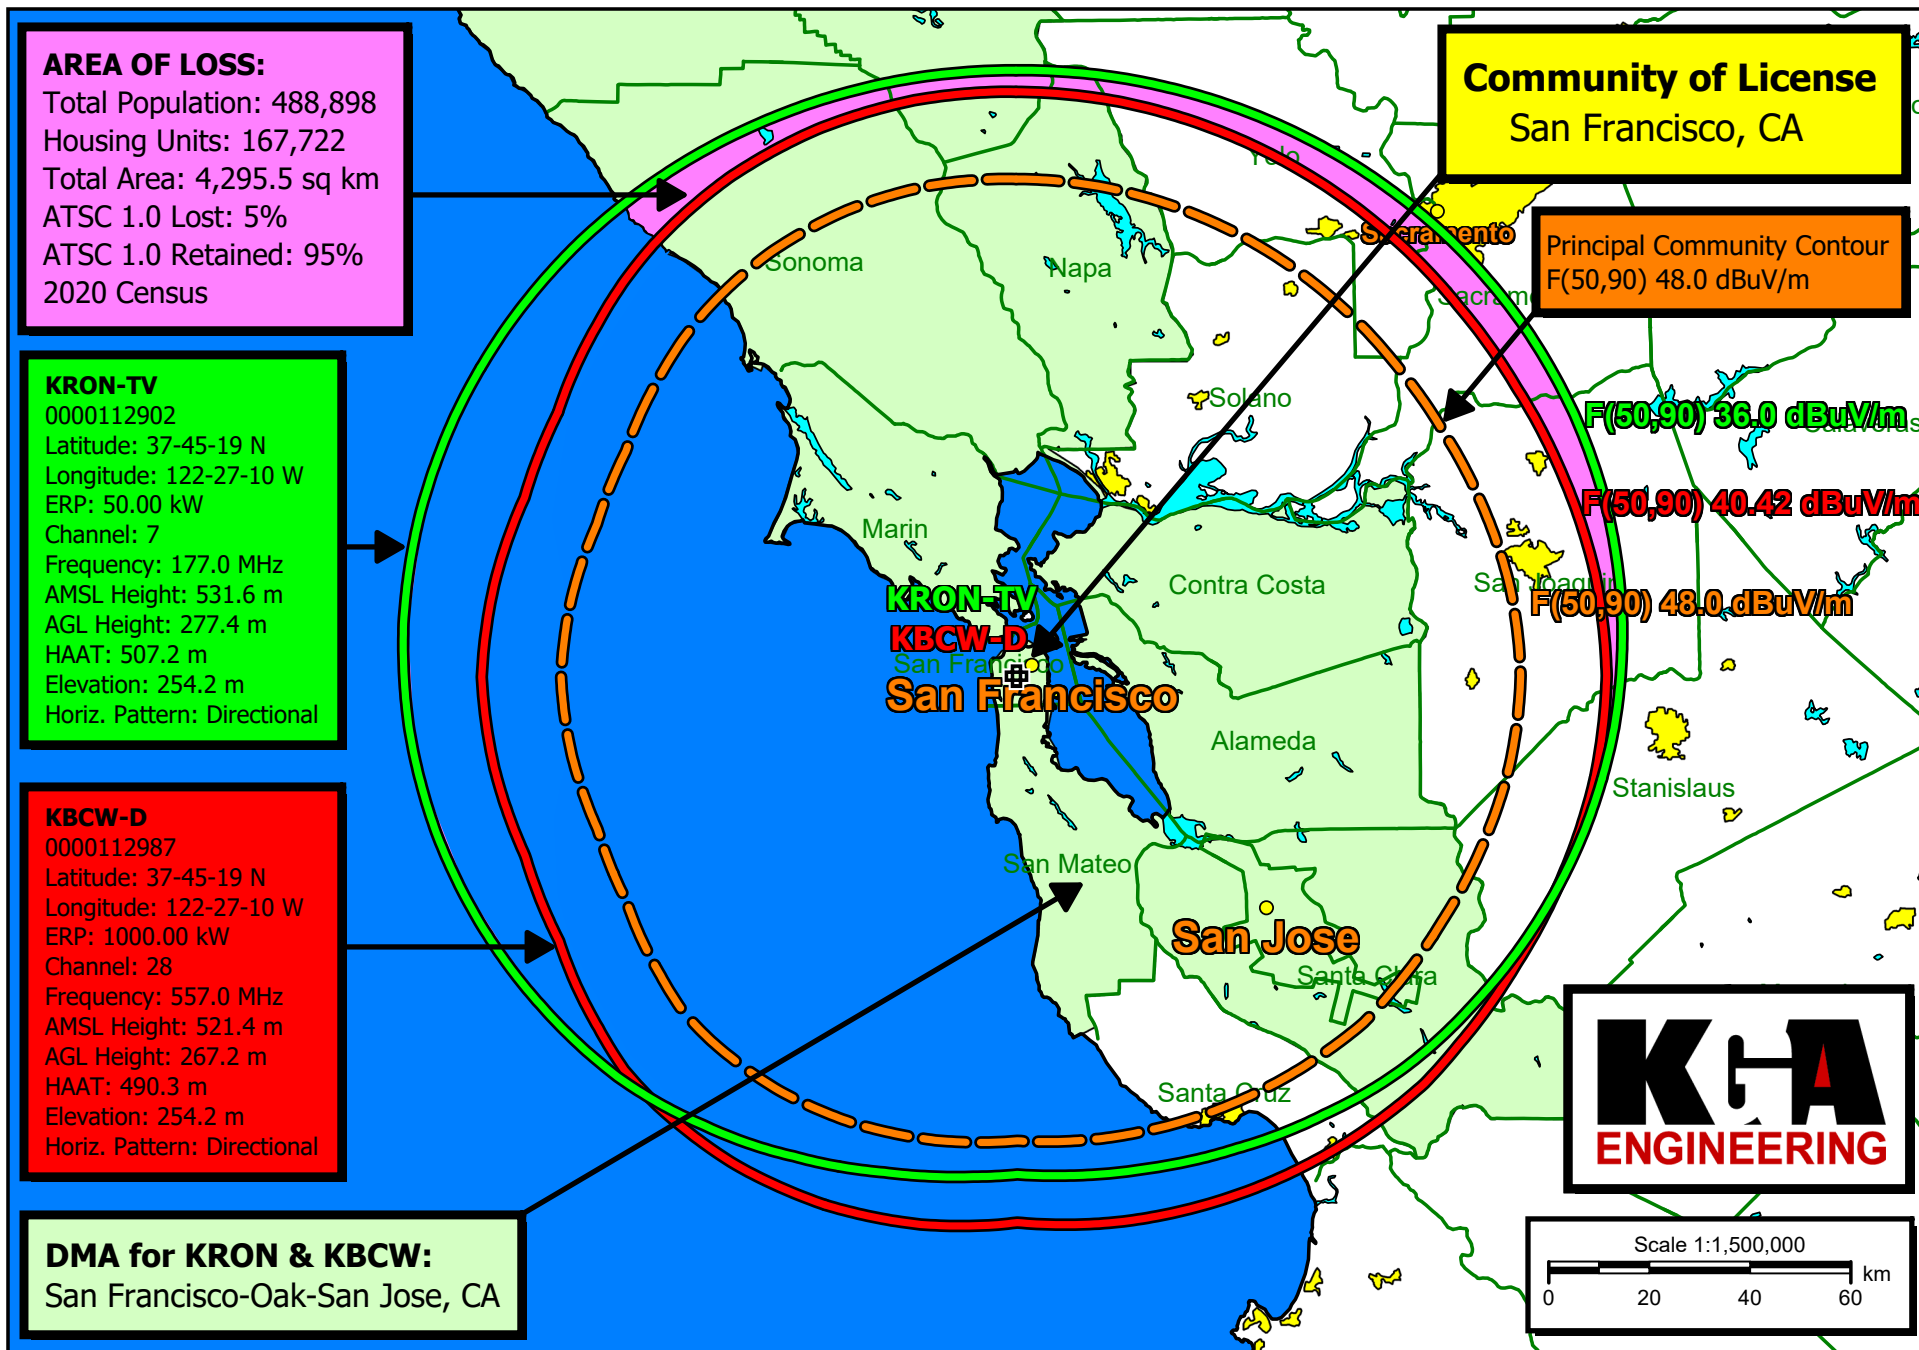 AREA OF LOSS:
Total Population: 488,898
Housing Units: 167,722
Total Area: 4,295.5 sq km
ATSC 1.0 Lost: 5%
ATSC 1.0 Retained: 95%
2020 Census
Community of License
San Francisco, CA
Principal Community Contour
F(50,90) 48.0 dBuV/m
KRON-TV
0000112902
Latitude: 37-45-19 N
Longitude: 122-27-10 W
ERP: 50.00 kW
Channel: 7
Frequency: 177.0 MHz
AMSL Height: 531.6 m
AGL Height: 277.4 m
HAAT: 507.2 m
Elevation: 254.2 m
Horiz. Pattern: Directional
KBCW-D
0000112987
Latitude: 37-45-19 N
Longitude: 122-27-10 W
ERP: 1000.00 kW
Channel: 28
Frequency: 557.0 MHz
AMSL Height: 521.4 m
AGL Height: 267.2 m
HAAT: 490.3 m
Elevation: 254.2 m
Horiz. Pattern: Directional
DMA for KRON & KBCW:
San Francisco-Oak-San Jose, CA
Yolo
Sacramento
Sonoma
Napa
Solano
F(50,90) 36.0 dBuV/m
F(50,90) 40.42 dBuV/m
Marin
Contra Costa
San Joaquin
F(50,90) 48.0 dBuV/m
KRON-TV
KBCW-D
San Francisco
San Francisco
Alameda
Stanislaus
San Mateo
San Jose
Santa Clara
Santa Cruz
KGA
ENGINEERING
Scale 1:1,500,000
km
0 20 40 60